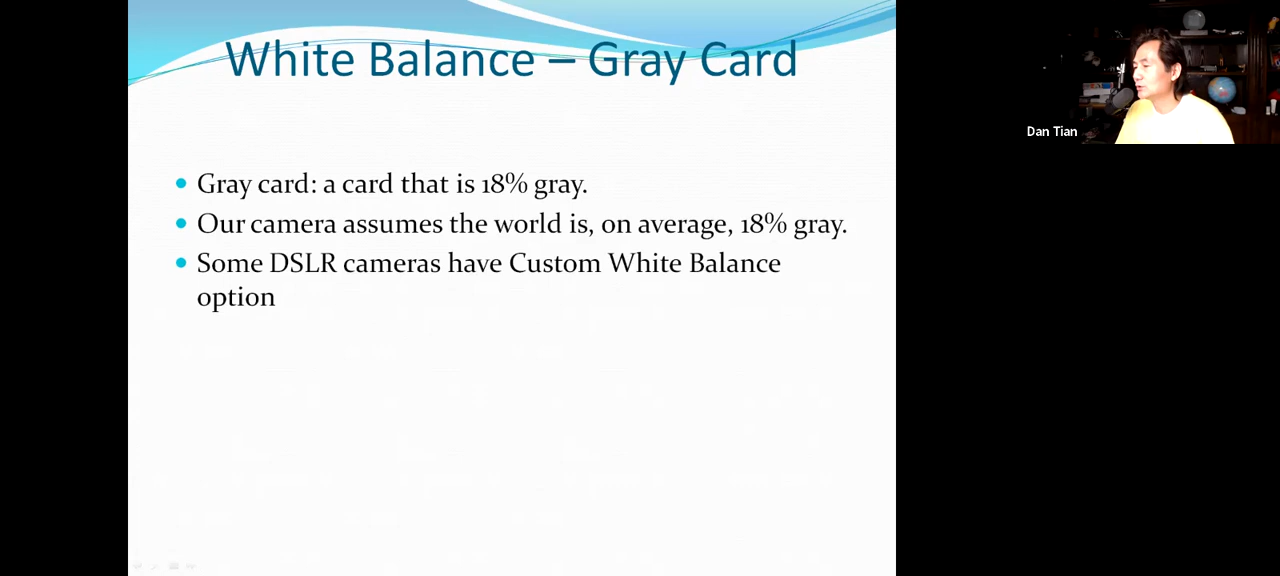 White Balance – Gray Card
Gray card: a card that is 18% gray.
Our camera assumes the world is, on average, 18% gray.
Some DSLR cameras have Custom White Balance
option
Dan Tian